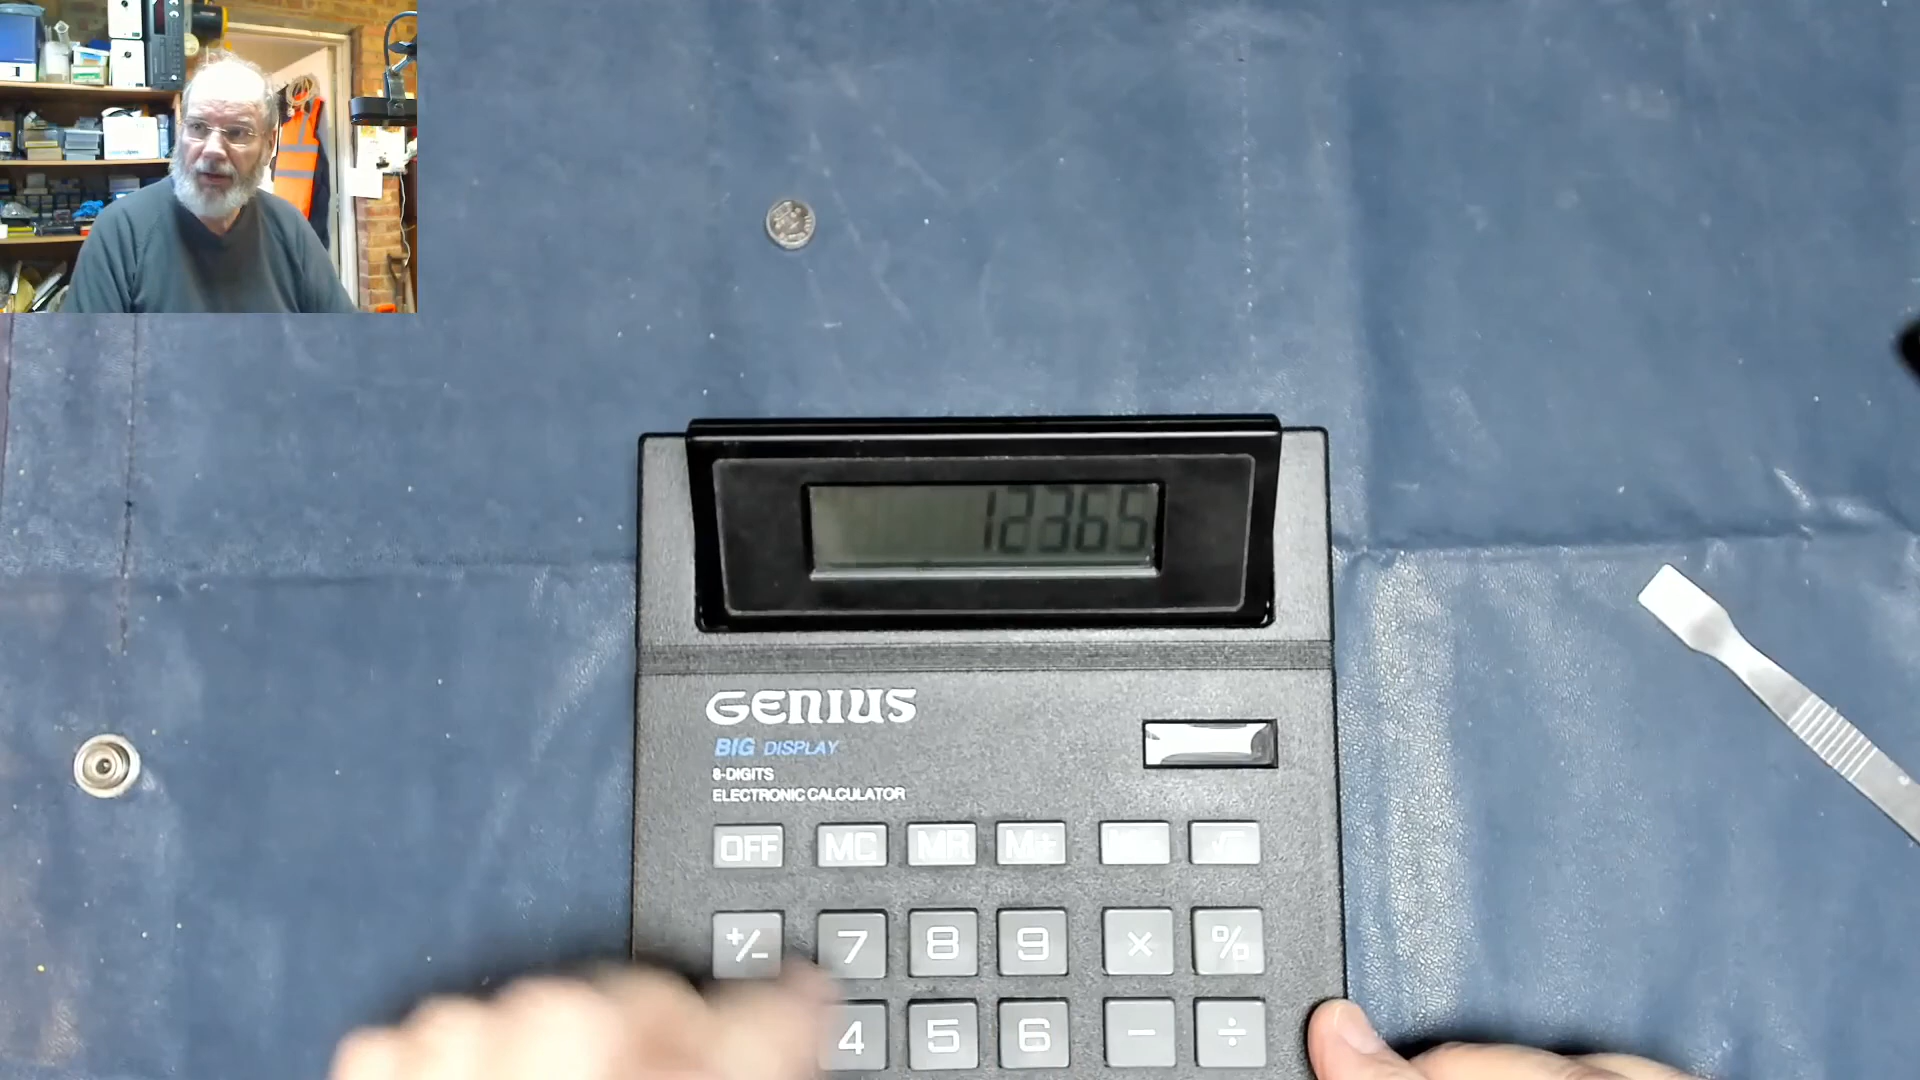 12365
GENIUS
BIG DISPLAY
8-DIGITS
ELECTRONIC CALCULATOR
OFF MC MR M± √
+/- 7 8 9 × %
4 5 6 − ÷